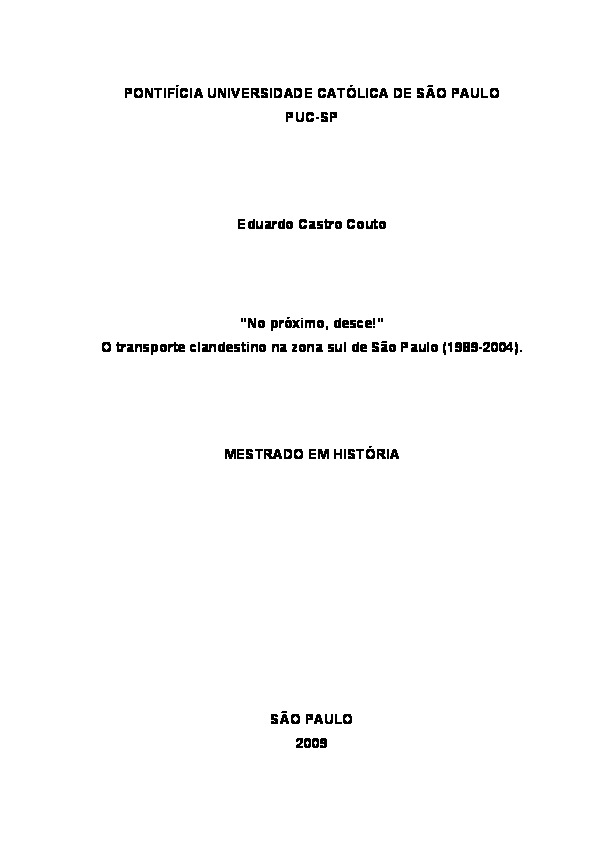 PONTIFÍCIA UNIVERSIDADE CATÓLICA DE SÃO PAULO
PUC-SP
Eduardo Castro Couto
"No próximo, desce!"
O transporte clandestino na zona sul de São Paulo (1989-2004).
MESTRADO EM HISTÓRIA
SÃO PAULO
2009